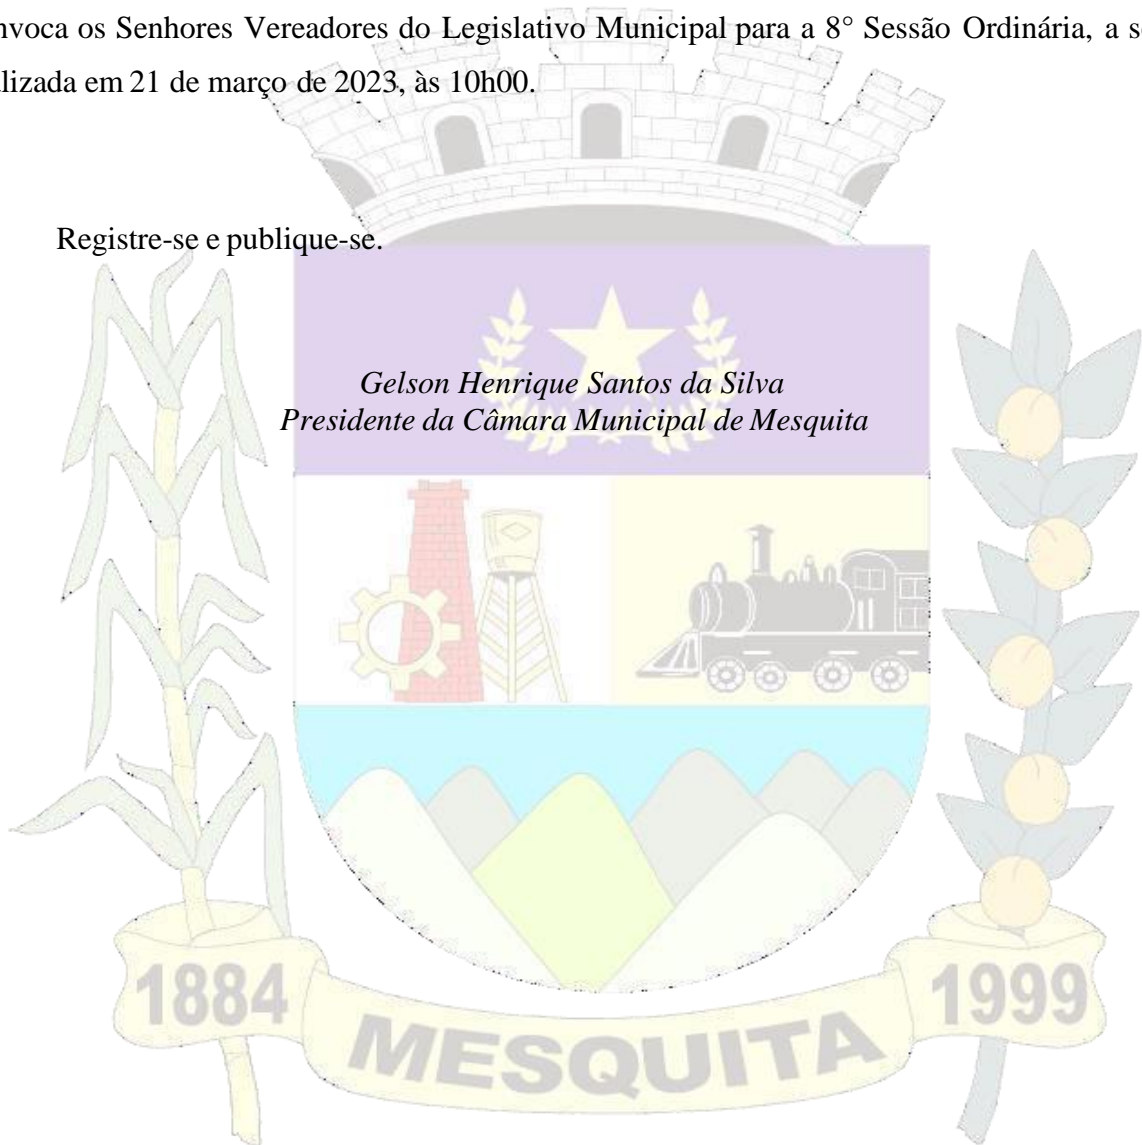 nvoca os Senhores Vereadores do Legislativo Municipal para a 8° Sessão Ordinária, a s
lizada em 21 de março de 2023, às 10h00.
Registre-se e publique-se.
Gelson Henrique Santos da Silva
Presidente da Câmara Municipal de Mesquita
1884
MESQUITA
1999